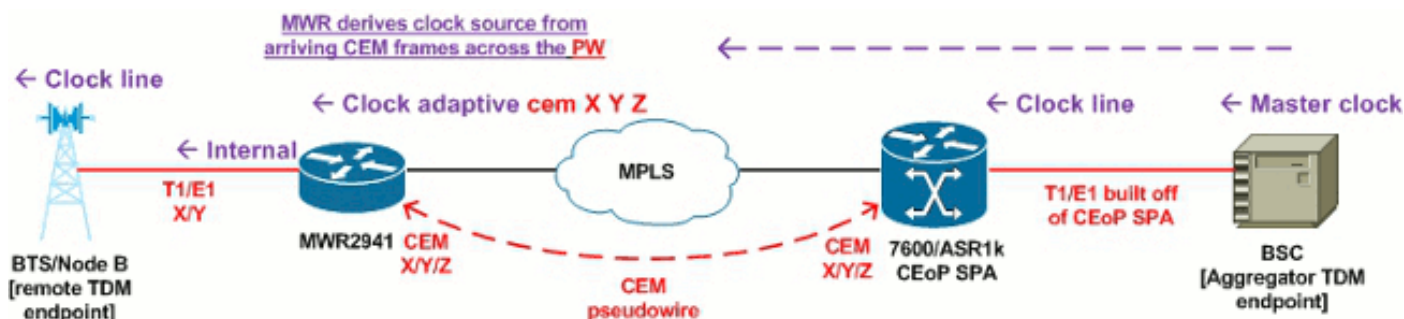 MWR derives clock source from
arriving CEM frames across the PW
← Clock line
← Clock adaptive cem X Y Z
← Clock line
← Master clock
← Internal
T1/E1
X/Y
MPLS
T1/E1 built off
of CEoP SPA
MWR2941
CEM
X/Y/Z
CEM
X/Y/Z
7600/ASR1k
CEoP SPA
BTS/Node B
[remote TDM
endpoint]
CEM
pseudowire
BSC
[Aggregator TDM
endpoint]